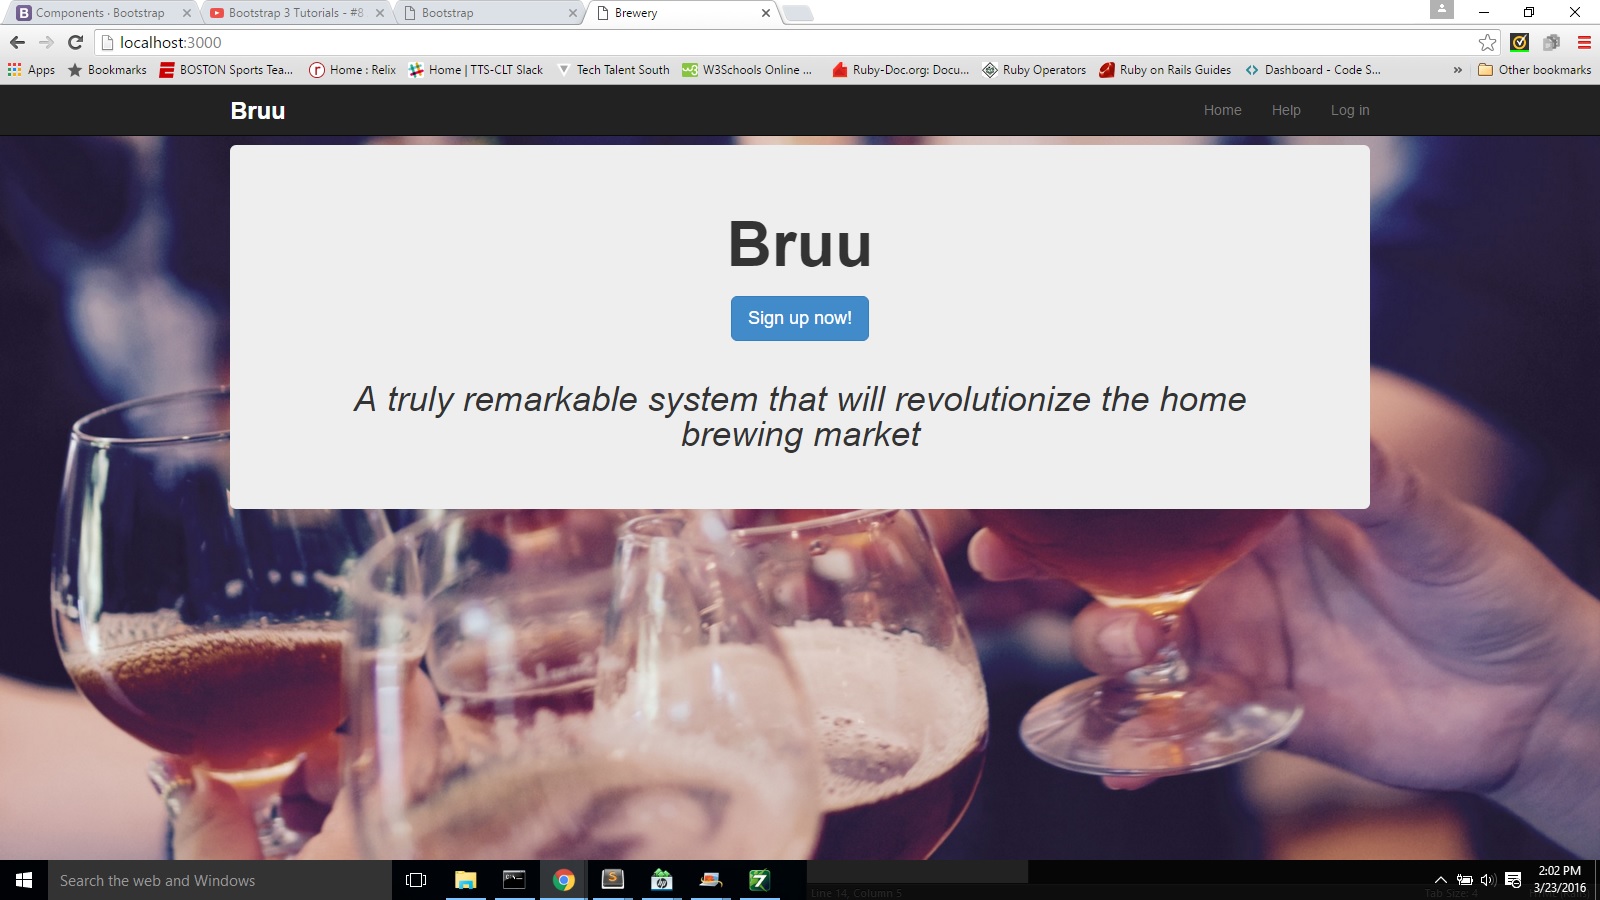 Components · Bootstrap
Bootstrap 3 Tutorials - #8
Bootstrap
Brewery
localhost:3000
Apps
Bookmarks
BOSTON Sports Tea...
Home : Relix
Home | TTS-CLT Slack
Tech Talent South
W3Schools Online ...
Ruby-Doc.org: Docu...
Ruby Operators
Ruby on Rails Guides
Dashboard - Code S...
»
Other bookmarks
Bruu
Home
Help
Log in
Bruu
Sign up now!
A truly remarkable system that will revolutionize the home
brewing market
Search the web and Windows
Line 14, Column 5
Tab Size: 4
2:02 PM
3/23/2016